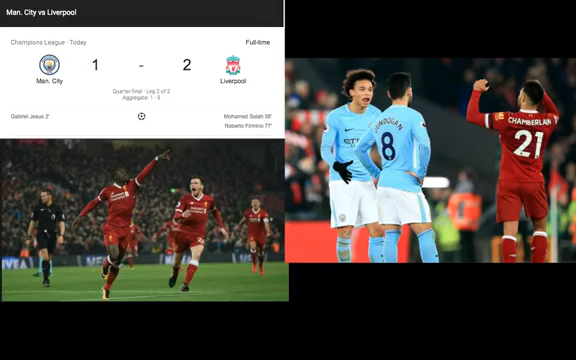 Man. City vs Liverpool
Champions League · Today
Full-time
1 - 2
Man. City
Liverpool
Quarter-final · Leg 2 of 2
Aggregate: 1 - 5
Gabriel Jesus 2'
Mohamed Salah 56'
Roberto Firmino 77'
GUNDOGAN
8
CHAMBERLAIN
21